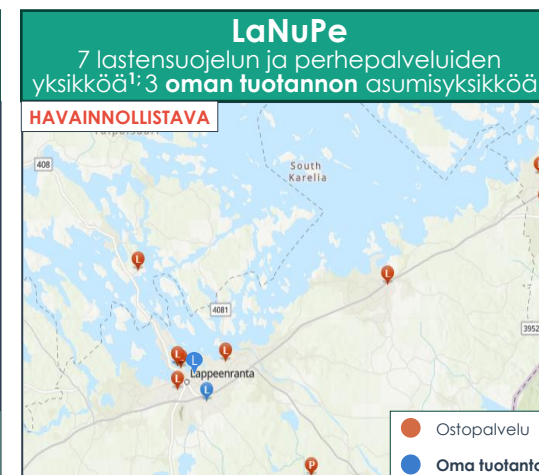 LaNuPe
7 lastensuojelun ja perhepalveluiden
yksikköä¹; 3 oman tuotannon asumisyksikköä
HAVAINNOLLISTAVA
408
South
Karelia
L
L
4081
3952
L
L
L
L
Lappeenranta
L
P
Ostopalvelu
Oma tuotanto